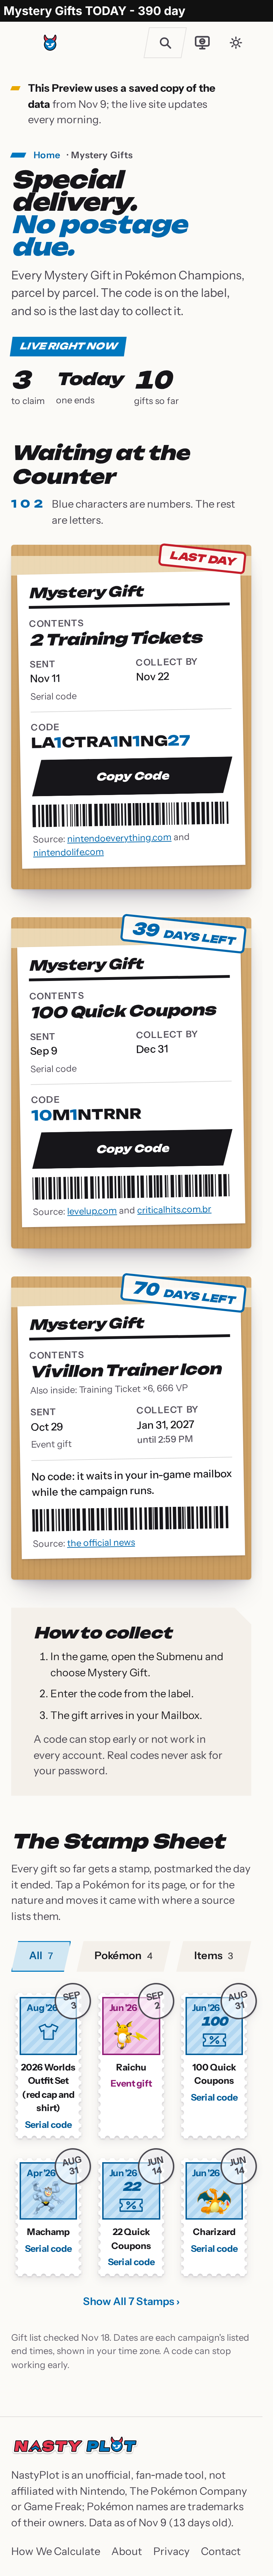 Mystery Gifts TODAY - 390 day
This Preview uses a saved copy of the
data from Nov 9; the live site updates
every morning.
Home · Mystery Gifts
Special
delivery.
No postage
due.
Every Mystery Gift in Pokémon Champions,
parcel by parcel. The code is on the label,
and so is the last day to collect it.
LIVE RIGHT NOW
3 Today 10
to claim one ends gifts so far
Waiting at the
Counter
1 0 2 Blue characters are numbers. The rest
are letters.
LAST DAY
Mystery Gift
CONTENTS
2 Training Tickets
SENT COLLECT BY
Nov 11 Nov 22
Serial code
CODE
LA1CTRA1N1NG27
Copy Code
Source: nintendoeverything.com and
nintendolife.com
39 DAYS LEFT
Mystery Gift
CONTENTS
100 Quick Coupons
SENT COLLECT BY
Sep 9 Dec 31
Serial code
CODE
10M1NTRNR
Copy Code
Source: levelup.com and criticalhits.com.br
70 DAYS LEFT
Mystery Gift
CONTENTS
Vivillon Trainer Icon
Also inside: Training Ticket ×6, 666 VP
SENT COLLECT BY
Oct 29 Jan 31, 2027
Event gift until 2:59 PM
No code: it waits in your in-game mailbox
while the campaign runs.
Source: the official news
How to collect
1. In the game, open the Submenu and
choose Mystery Gift.
2. Enter the code from the label.
3. The gift arrives in your Mailbox.
A code can stop early or not work in
every account. Real codes never ask for
your password.
The Stamp Sheet
Every gift so far gets a stamp, postmarked the day
it ended. Tap a Pokémon for its page, or for the
nature and moves it came with where a source
lists them.
All 7 Pokémon 4 Items 3
Aug '26 SEP 3 Jun '26 SEP 2 Jun '26 AUG 31
100
2026 Worlds Outfit Set (red cap and shirt)
Serial code
Raichu
Event gift
100 Quick Coupons
Serial code
Apr '26 AUG 31 Jun '26 JUN 14 Jun '26 JUN 14
22
Machamp
Serial code
22 Quick Coupons
Serial code
Charizard
Serial code
Show All 7 Stamps ›
Gift list checked Nov 18. Dates are each campaign's listed
end times, shown in your time zone. A code can stop
working early.
NASTY PLOT
NastyPlot is an unofficial, fan-made tool, not
affiliated with Nintendo, The Pokémon Company
or Game Freak; Pokémon names are trademarks
of their owners. Data as of Nov 9 (13 days old).
How We Calculate About Privacy Contact